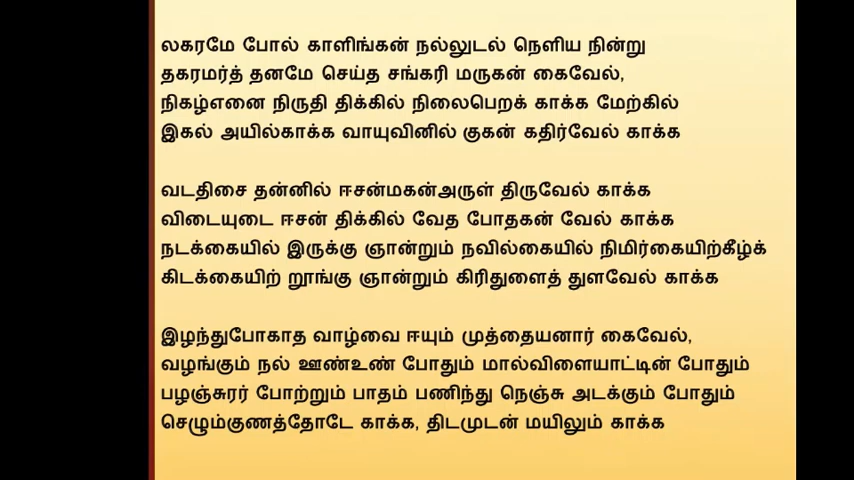 லகரமே போல் காளிங்கன் நல்லுடல் நெளிய நின்று
தகரமர்த் தனமே செய்த சங்கரி மருகன் கைவேல்,
நிகழ்எனை நிருதி திக்கில் நிலைபெறக் காக்க மேற்கில்
இகல் அயில்காக்க வாயுவினில் குகன் கதிர்வேல் காக்க
வடதிசை தன்னில் ஈசன்மகன்அருள் திருவேல் காக்க
விடையுடை ஈசன் திக்கில் வேத போதகன் வேல் காக்க
நடக்கையில் இருக்கு ஞான்றும் நவில்கையில் நிமிர்கையிற்கீழ்க்
கிடக்கையிற் றூங்கு ஞான்றும் கிரிதுளைத் துளவேல் காக்க
இழந்துபோகாத வாழ்வை ஈயும் முத்தையனார் கைவேல்,
வழங்கும் நல் ஊண்உண் போதும் மால்விளையாட்டின் போதும்
பழஞ்சுரர் போற்றும் பாதம் பணிந்து நெஞ்சு அடக்கும் போதும்
செழும்குணத்தோடே காக்க, திடமுடன் மயிலும் காக்க